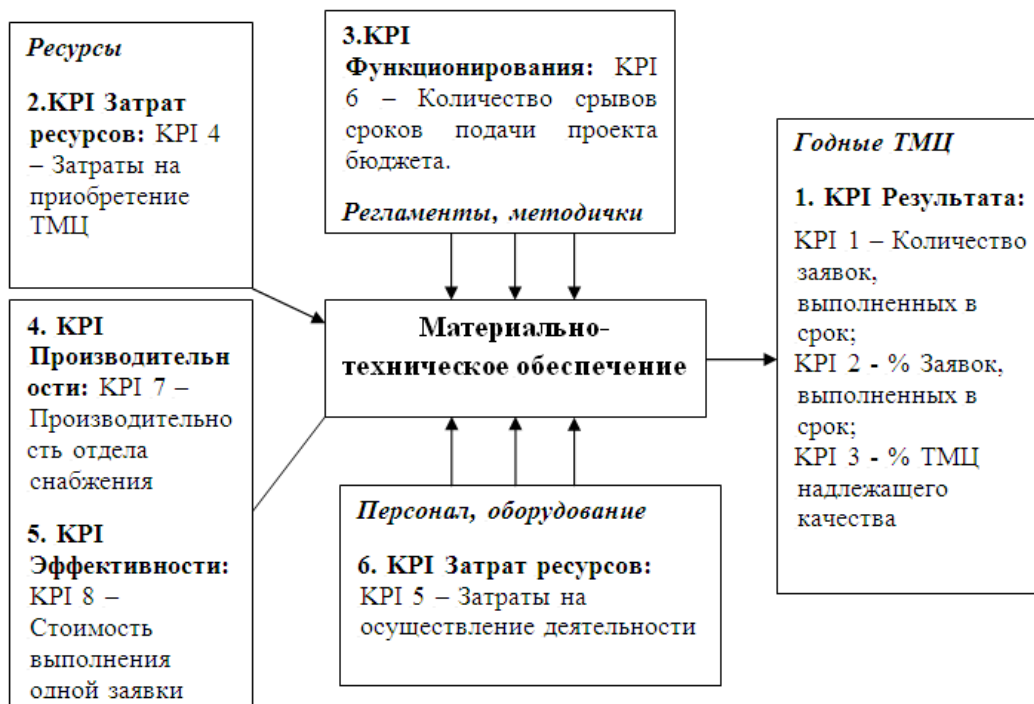 Ресурсы
2.KPI Затрат
ресурсов: KPI 4
– Затраты на
приобретение
ТМЦ
3.KPI
Функционирования: KPI
6 – Количество срывов
сроков подачи проекта
бюджета.
Регламенты, методички
Годные ТМЦ
1. KPI Результата:
KPI 1 – Количество
заявок,
выполненных в
срок;
KPI 2 - % Заявок,
выполненных в
срок;
KPI 3 - % ТМЦ
надлежащего
качества
Материально-
техническое обеспечение
4. KPI
Производительн
ости: KPI 7 –
Производительно
сть отдела
снабжения
5. KPI
Эффективности:
KPI 8 –
Стоимость
выполнения
одной заявки
Персонал, оборудование
6. KPI Затрат ресурсов:
KPI 5 – Затраты на
осуществление деятельности